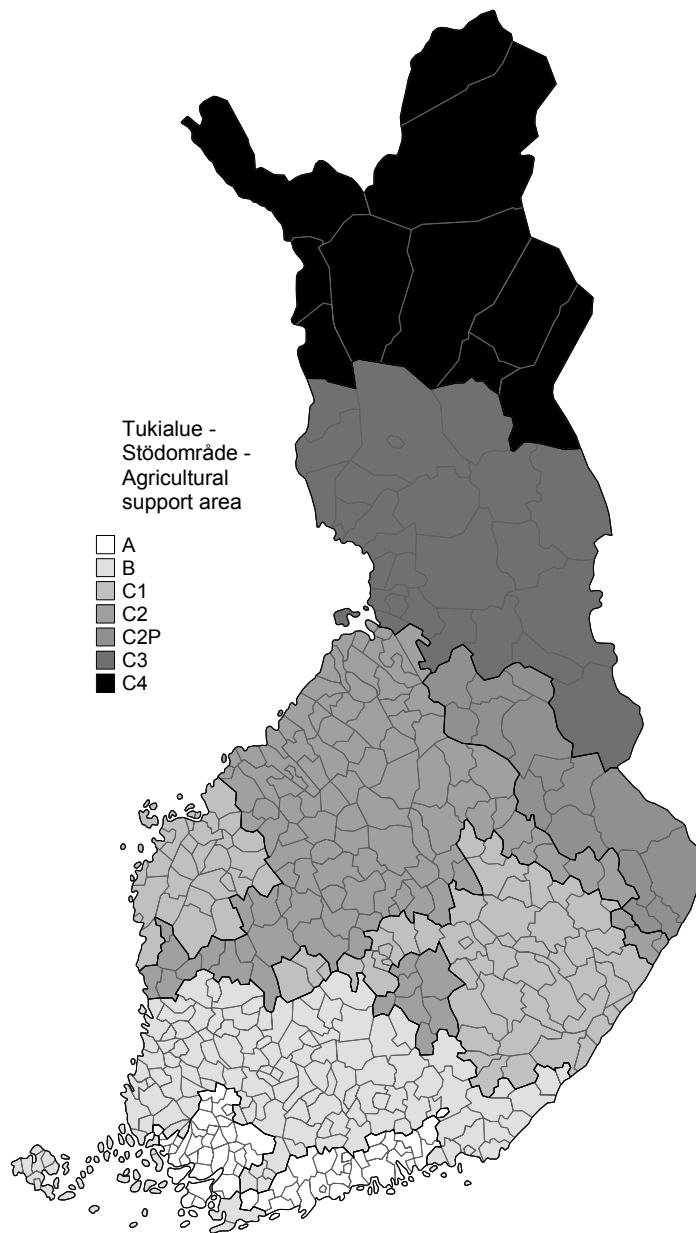 Tukialue -
Stödområde -
Agricultural
support area
A
B
C1
C2
C2P
C3
C4